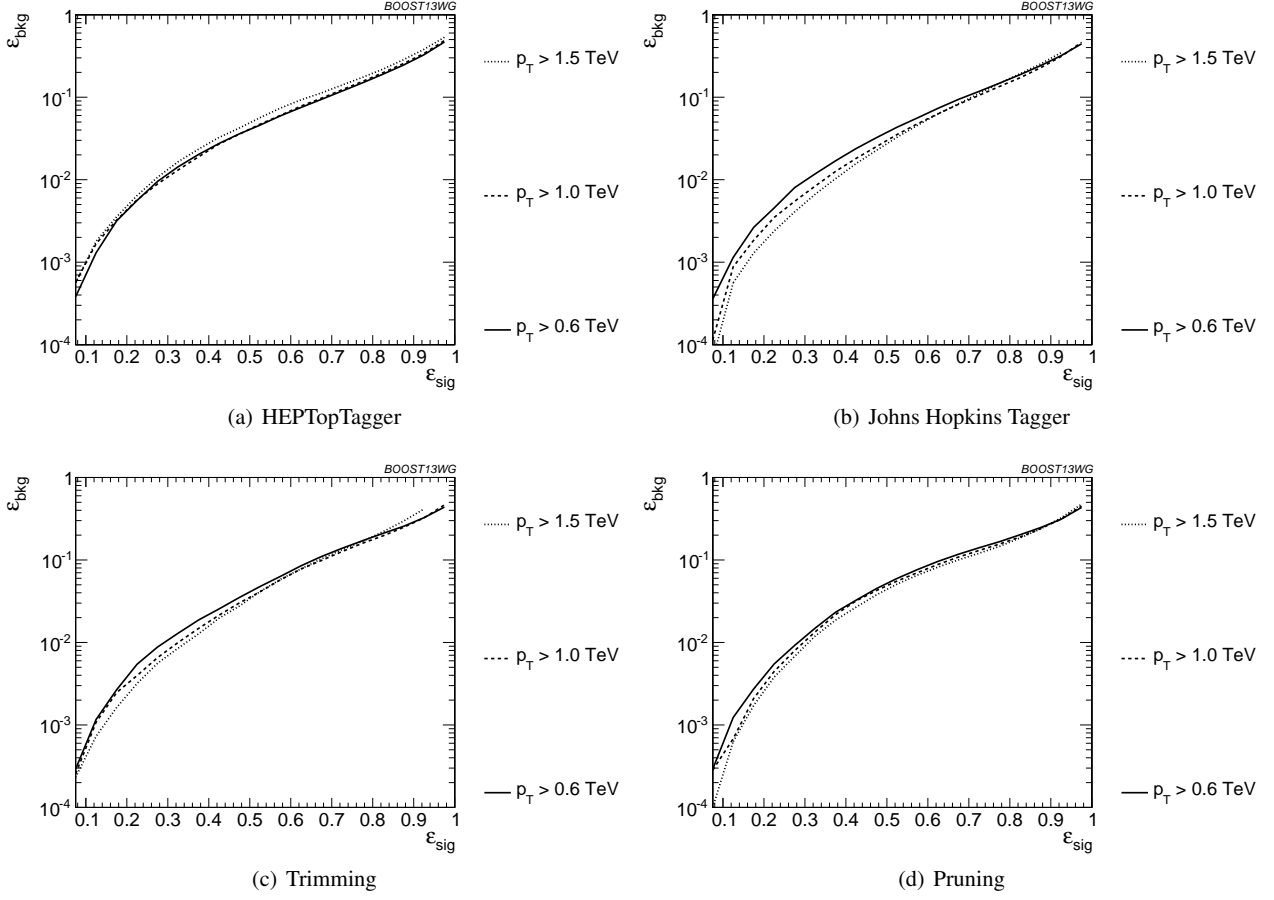 BOOST13WG
ε_bkg
1
10^-1
10^-2
10^-3
10^-4
0.1 0.2 0.3 0.4 0.5 0.6 0.7 0.8 0.9 1
ε_sig
p_T > 1.5 TeV
p_T > 1.0 TeV
p_T > 0.6 TeV
(a) HEPTopTagger
BOOST13WG
ε_bkg
1
10^-1
10^-2
10^-3
10^-4
0.1 0.2 0.3 0.4 0.5 0.6 0.7 0.8 0.9 1
ε_sig
p_T > 1.5 TeV
p_T > 1.0 TeV
p_T > 0.6 TeV
(b) Johns Hopkins Tagger
BOOST13WG
ε_bkg
1
10^-1
10^-2
10^-3
10^-4
0.1 0.2 0.3 0.4 0.5 0.6 0.7 0.8 0.9 1
ε_sig
p_T > 1.5 TeV
p_T > 1.0 TeV
p_T > 0.6 TeV
(c) Trimming
BOOST13WG
ε_bkg
1
10^-1
10^-2
10^-3
10^-4
0.1 0.2 0.3 0.4 0.5 0.6 0.7 0.8 0.9 1
ε_sig
p_T > 1.5 TeV
p_T > 1.0 TeV
p_T > 0.6 TeV
(d) Pruning